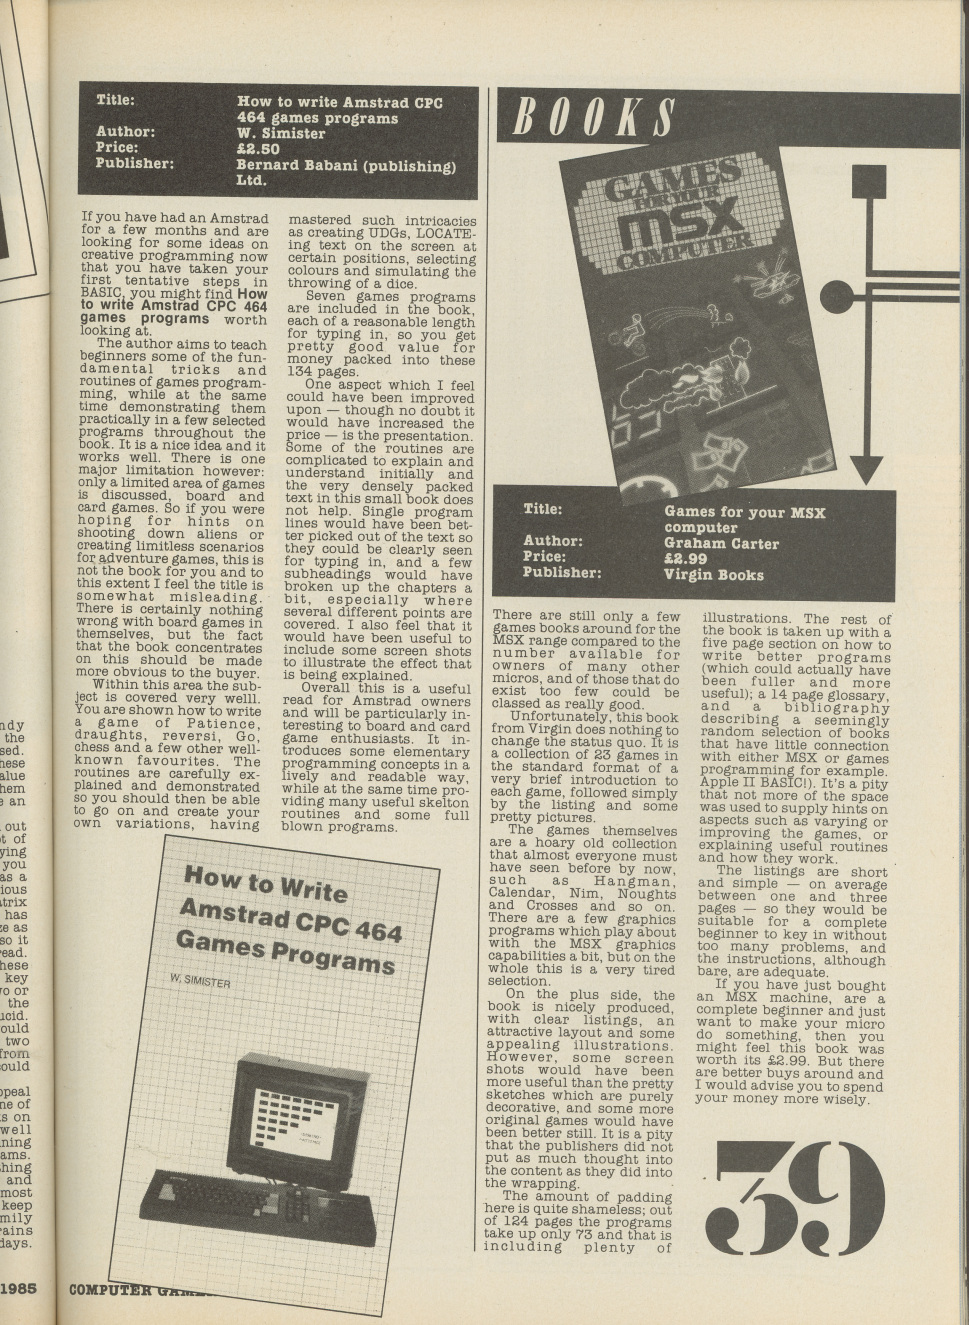 Title: How to write Amstrad CPC
464 games programs
Author: W. Simister
Price: £2.50
Publisher: Bernard Babani (publishing)
Ltd.
If you have had an Amstrad
for a few months and are
looking for some ideas on
creative programming now
that you have taken your
first tentative steps in
BASIC, you might find How
to write Amstrad CPC 464
games programs worth
looking at.
The author aims to teach
beginners some of the fun-
damental tricks and
routines of games program-
ming, while at the same
time demonstrating them
practically in a few selected
programs throughout the
book. It is a nice idea and it
works well. There is one
major limitation however:
only a limited area of games
is discussed, board and
card games. So if you were
hoping for hints on
shooting down aliens or
creating limitless scenarios
for adventure games, this is
not the book for you and to
this extent I feel the title is
somewhat misleading.
There is certainly nothing
wrong with board games in
themselves, but the fact
that the book concentrates
on this should be made
more obvious to the buyer.
Within this area the sub-
ject is covered very welll.
You are shown how to write
a game of Patience,
draughts, reversi, Go,
chess and a few other well-
known favourites. The
routines are carefully ex-
plained and demonstrated
so you should then be able
to go on and create your
own variations, having
mastered such intricacies
as creating UDGs, LOCATE-
ing text on the screen at
certain positions, selecting
colours and simulating the
throwing of a dice.
Seven games programs
are included in the book,
each of a reasonable length
for typing in, so you get
pretty good value for
money packed into these
134 pages.
One aspect which I feel
could have been improved
upon — though no doubt it
would have increased the
price — is the presentation.
Some of the routines are
complicated to explain and
understand initially and
the very densely packed
text in this small book does
not help. Single program
lines would have been bet-
ter picked out of the text so
they could be clearly seen
for typing in, and a few
subheadings would have
broken up the chapters a
bit, especially where
several different points are
covered. I also feel that it
would have been useful to
include some screen shots
to illustrate the effect that
is being explained.
Overall this is a useful
read for Amstrad owners
and will be particularly in-
teresting to board and card
game enthusiasts. It in-
troduces some elementary
programming concepts in a
lively and readable way,
while at the same time pro-
viding many useful skelton
routines and some full
blown programs.
How to Write
Amstrad CPC 464
Games Programs
W. SIMISTER
BOOKS
GAMES
FOR YOUR
msx
COMPUTER
Title: Games for your MSX
computer
Author: Graham Carter
Price: £2.99
Publisher: Virgin Books
There are still only a few
games books around for the
MSX range compared to the
number available for
owners of many other
micros, and of those that do
exist too few could be
classed as really good.
Unfortunately, this book
from Virgin does nothing to
change the status quo. It is
a collection of 23 games in
the standard format of a
very brief introduction to
each game, followed simply
by the listing and some
pretty pictures.
The games themselves
are a hoary old collection
that almost everyone must
have seen before by now,
such as Hangman,
Calendar, Nim, Noughts
and Crosses and so on.
There are a few graphics
programs which play about
with the MSX graphics
capabilities a bit, but on the
whole this is a very tired
selection.
On the plus side, the
book is nicely produced,
with clear listings, an
attractive layout and some
appealing illustrations.
However, some screen
shots would have been
more useful than the pretty
sketches which are purely
decorative, and some more
original games would have
been better still. It is a pity
that the publishers did not
put as much thought into
the content as they did into
the wrapping.
The amount of padding
here is quite shameless; out
of 124 pages the programs
take up only 73 and that is
including plenty of
illustrations. The rest of
the book is taken up with a
five page section on how to
write better programs
(which could actually have
been fuller and more
useful); a 14 page glossary,
and a bibliography
describing a seemingly
random selection of books
that have little connection
with either MSX or games
programming for example.
Apple II BASIC!). It's a pity
that not more of the space
was used to supply hints on
aspects such as varying or
improving the games, or
explaining useful routines
and how they work.
The listings are short
and simple — on average
between one and three
pages — so they would be
suitable for a complete
beginner to key in without
too many problems, and
the instructions, although
bare, are adequate.
If you have just bought
an MSX machine, are a
complete beginner and just
want to make your micro
do something, then you
might feel this book was
worth its £2.99. But there
are better buys around and
I would advise you to spend
your money more wisely.
39
1985
COMPUTER GAME